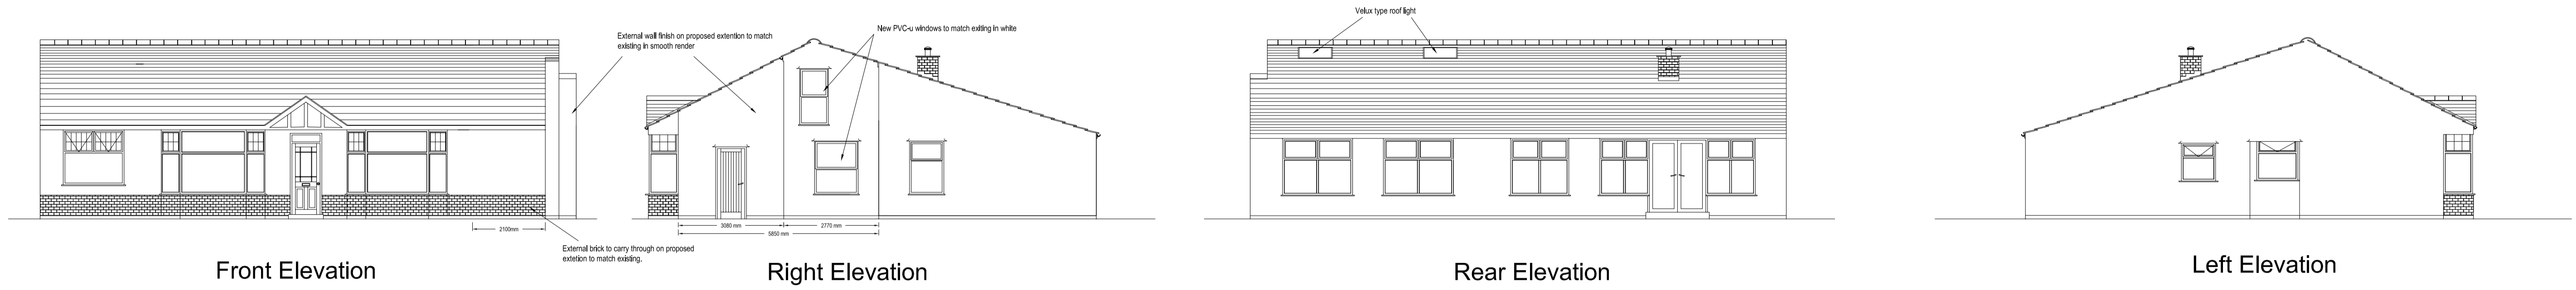 External wall finish on proposed extention to match
existing in smooth render
New PVC-u windows to match exiting in white
Velux type roof light
2100mm
3080 mm
2770 mm
5850 mm
External brick to carry through on proposed
extetion to match existing.
Front Elevation
Right Elevation
Rear Elevation
Left Elevation